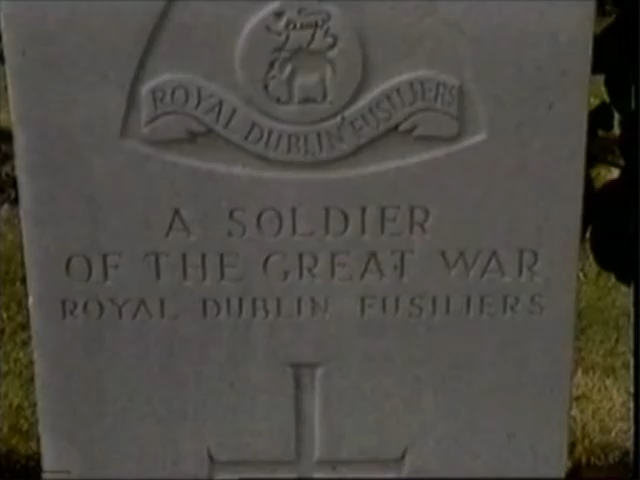 ROYAL DUBLIN FUSILIERS
A SOLDIER
OF THE GREAT WAR
ROYAL DUBLIN FUSILIERS